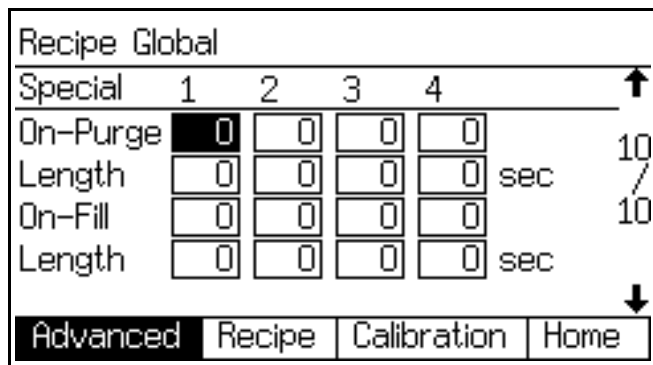 Recipe Global
Special 1 2 3 4
On-Purge 0 0 0 0
Length 0 0 0 0 sec
On-Fill 0 0 0 0
Length 0 0 0 0 sec
10
/
10
Advanced Recipe Calibration Home